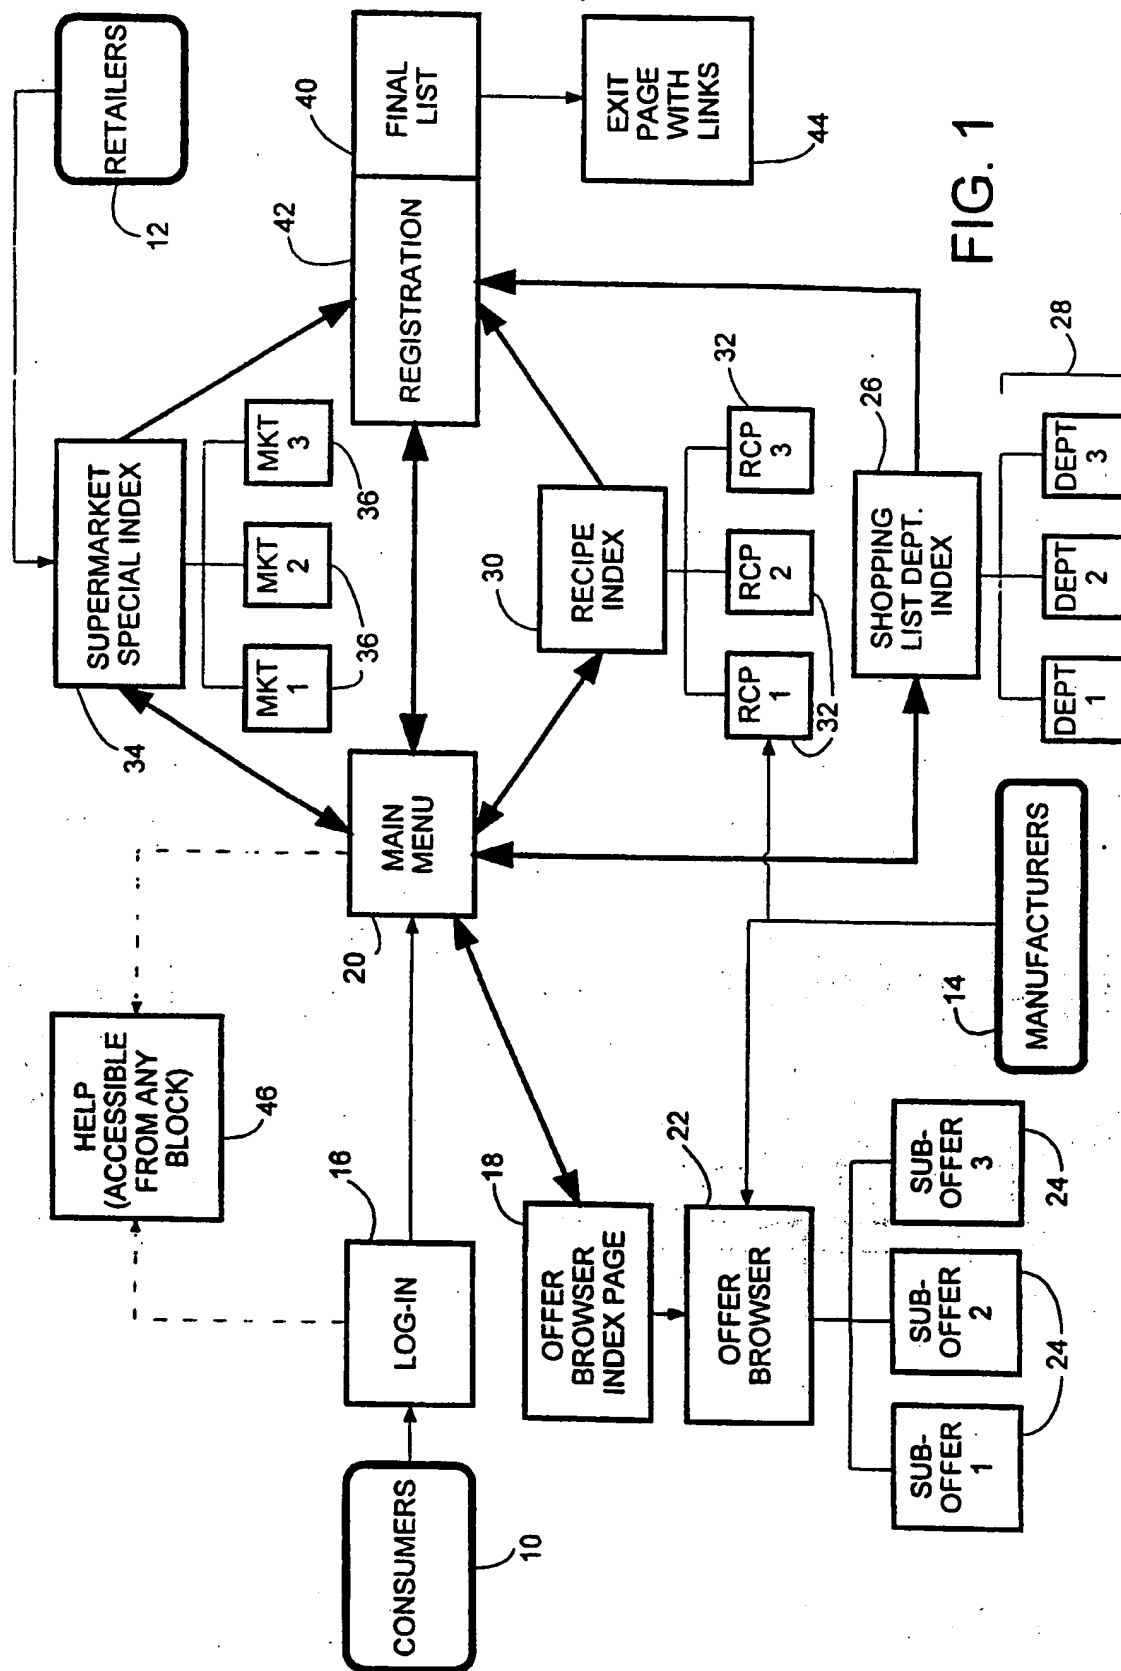 RETAILERS
12
SUPERMARKET
SPECIAL INDEX
34
MKT
1
MKT
2
MKT
3
36
36
HELP
(ACCESSIBLE
FROM ANY
BLOCK)
46
CONSUMERS
10
LOG-IN
16
MAIN
MENU
20
REGISTRATION
42
FINAL
LIST
40
EXIT
PAGE
WITH
LINKS
44
OFFER
BROWSER
INDEX PAGE
18
OFFER
BROWSER
22
SUB-
OFFER
1
SUB-
OFFER
2
SUB-
OFFER
3
24
24
RECIPE
INDEX
30
RCP
1
RCP
2
RCP
3
32
32
SHOPPING
LIST DEPT.
INDEX
26
DEPT
1
DEPT
2
DEPT
3
28
MANUFACTURERS
14
FIG. 1